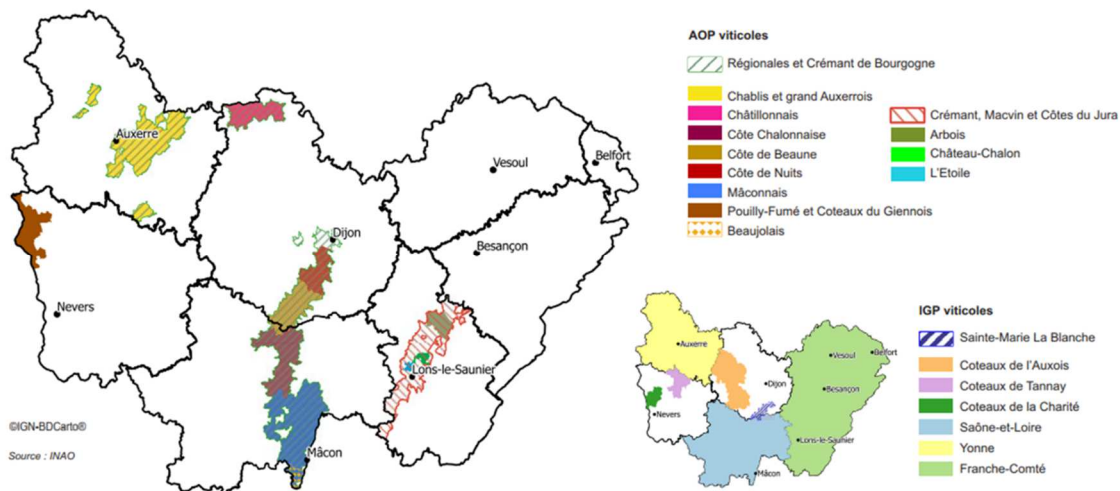 AOP viticoles
Régionales et Crémant de Bourgogne
Chablis et grand Auxerrois
Châtillonnais
Côte Chalonnaise
Côte de Beaune
Côte de Nuits
Mâconnais
Pouilly-Fumé et Coteaux du Giennois
Beaujolais
Crémant, Macvin et Côtes du Jura
Arbois
Château-Chalon
L'Etoile
Auxerre
Vesoul
Belfort
Dijon
Besançon
Nevers
Lons-le-Saunier
Mâcon
©IGN-BDCarto®
Source : INAO
IGP viticoles
Sainte-Marie La Blanche
Coteaux de l'Auxois
Coteaux de Tannay
Coteaux de la Charité
Saône-et-Loire
Yonne
Franche-Comté
Auxerre
Vesoul
Belfort
Dijon
Besançon
Nevers
Lons-le-Saunier
Mâcon